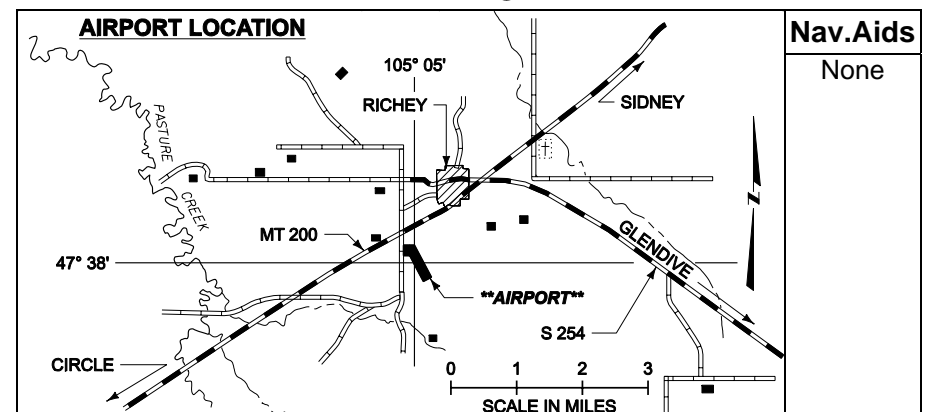 AIRPORT LOCATION
Nav.Aids
None
105° 05'
RICHEY
SIDNEY
PASTURE
CREEK
N
MT 200
GLENDIVE
47° 38'
**AIRPORT**
S 254
CIRCLE
0 1 2 3
SCALE IN MILES